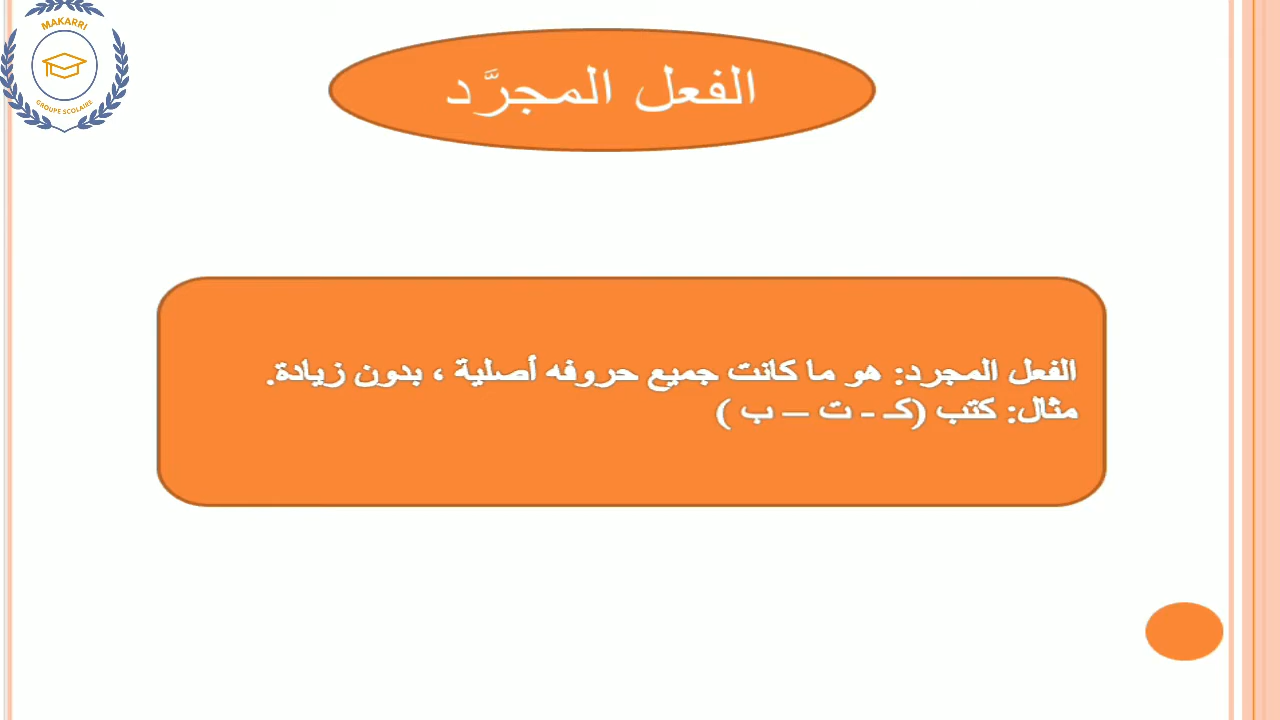 MAKARRI
GROUPE SCOLAIRE
الفعل المجرَّد
الفعل المجرد: هو ما كانت جميع حروفه أصلية ، بدون زيادة.
مثال: كتب (كـ - ت – ب )